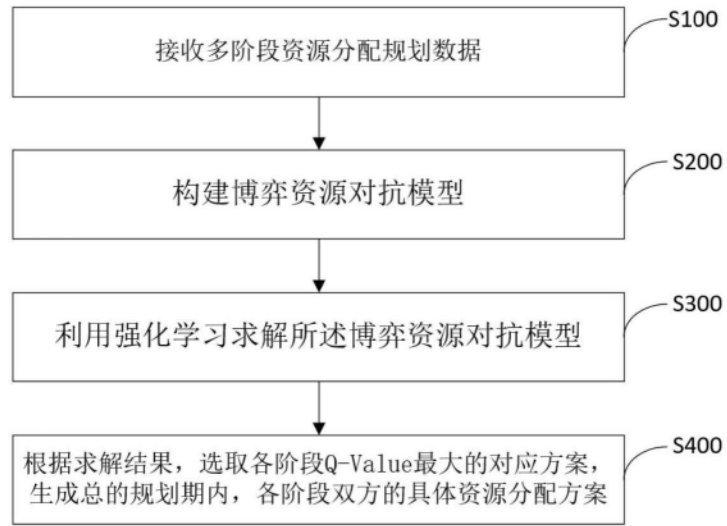 接收多阶段资源分配规划数据
S100
构建博弈资源对抗模型
S200
利用强化学习求解所述博弈资源对抗模型
S300
根据求解结果，选取各阶段Q-Value最大的对应方案，
生成总的规划期内，各阶段双方的具体资源分配方案
S400